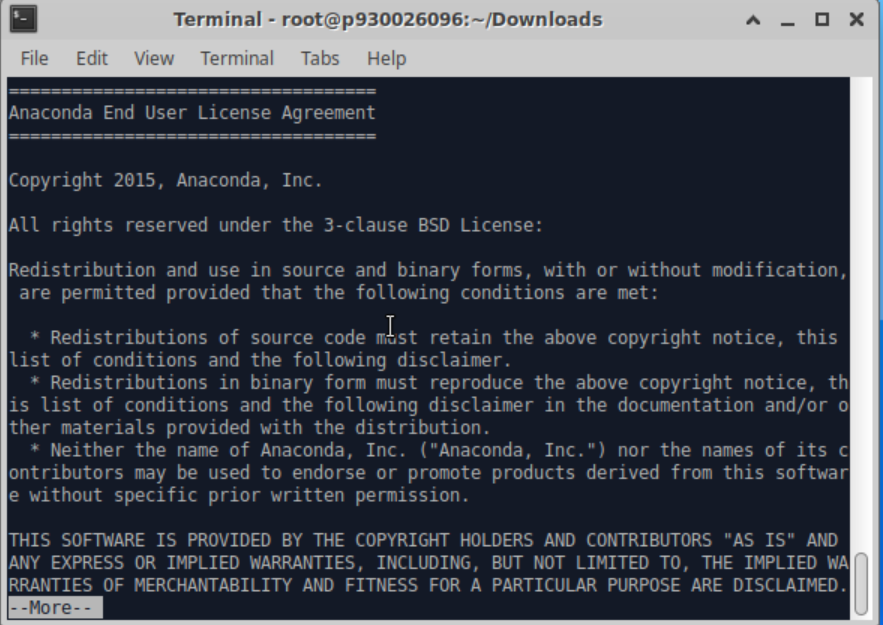 Terminal - root@p930026096:~/Downloads
File Edit View Terminal Tabs Help
===================================
Anaconda End User License Agreement
===================================
Copyright 2015, Anaconda, Inc.
All rights reserved under the 3-clause BSD License:
Redistribution and use in source and binary forms, with or without modification,
are permitted provided that the following conditions are met:
* Redistributions of source code must retain the above copyright notice, this
list of conditions and the following disclaimer.
* Redistributions in binary form must reproduce the above copyright notice, th
is list of conditions and the following disclaimer in the documentation and/or o
ther materials provided with the distribution.
* Neither the name of Anaconda, Inc. ("Anaconda, Inc.") nor the names of its c
ontributors may be used to endorse or promote products derived from this softwar
e without specific prior written permission.
THIS SOFTWARE IS PROVIDED BY THE COPYRIGHT HOLDERS AND CONTRIBUTORS "AS IS" AND
ANY EXPRESS OR IMPLIED WARRANTIES, INCLUDING, BUT NOT LIMITED TO, THE IMPLIED WA
RRANTIES OF MERCHANTABILITY AND FITNESS FOR A PARTICULAR PURPOSE ARE DISCLAIMED.
--More--